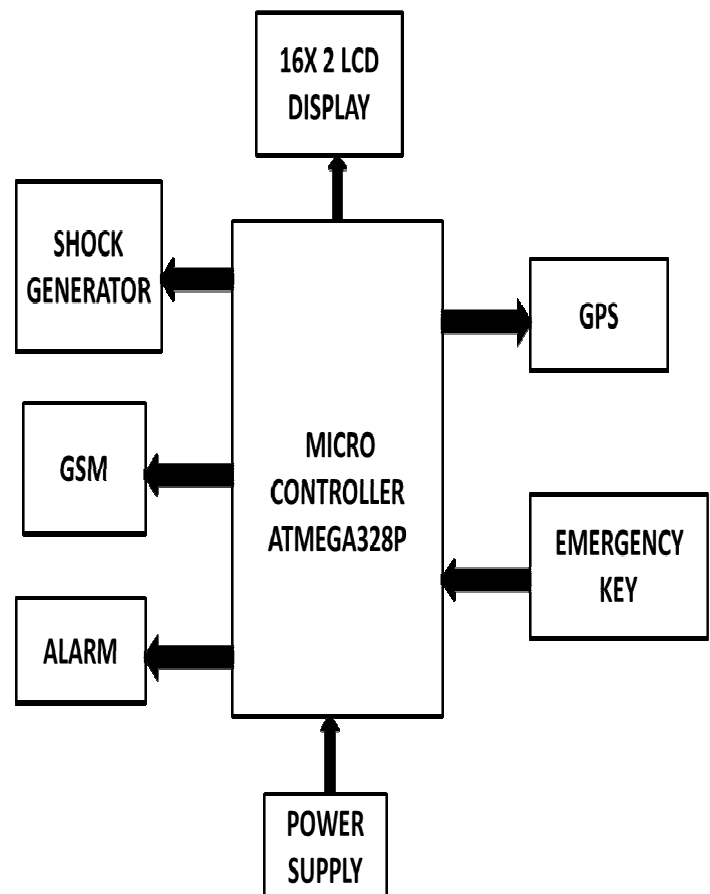 16X 2 LCD
DISPLAY
SHOCK
GENERATOR
GPS
GSM
MICRO
CONTROLLER
ATMEGA328P
EMERGENCY
KEY
ALARM
POWER
SUPPLY